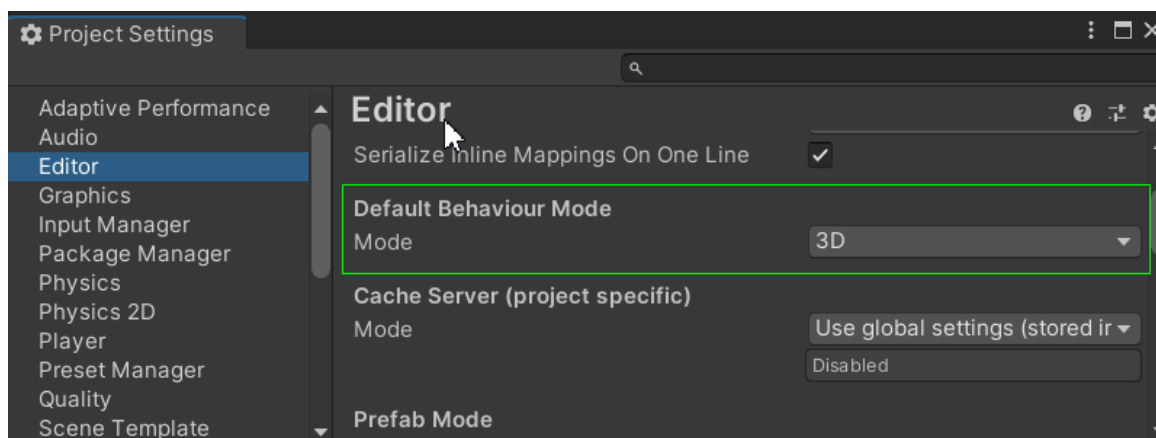 Project Settings
Adaptive Performance
Audio
Editor
Graphics
Input Manager
Package Manager
Physics
Physics 2D
Player
Preset Manager
Quality
Scene Template
Editor
Serialize Inline Mappings On One Line
Default Behaviour Mode
Mode 3D
Cache Server (project specific)
Mode Use global settings (stored ir
Disabled
Prefab Mode